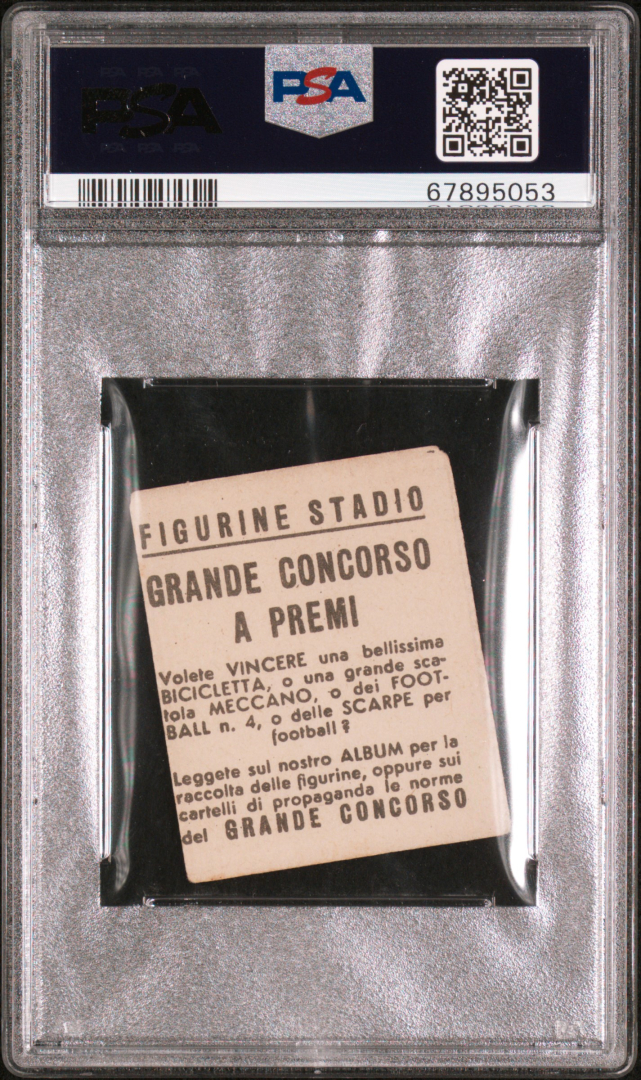 PSA
PSA
67895053
FIGURINE STADIO
GRANDE CONCORSO
A PREMI
Volete VINCERE una bellissima
BICICLETTA, o una grande sca-
tola MECCANO, o dei FOOT-
BALL n. 4, o delle SCARPE per
football?
Leggete sul nostro ALBUM per la
raccolta delle figurine, oppure sui
cartelli di propaganda le norme
del GRANDE CONCORSO